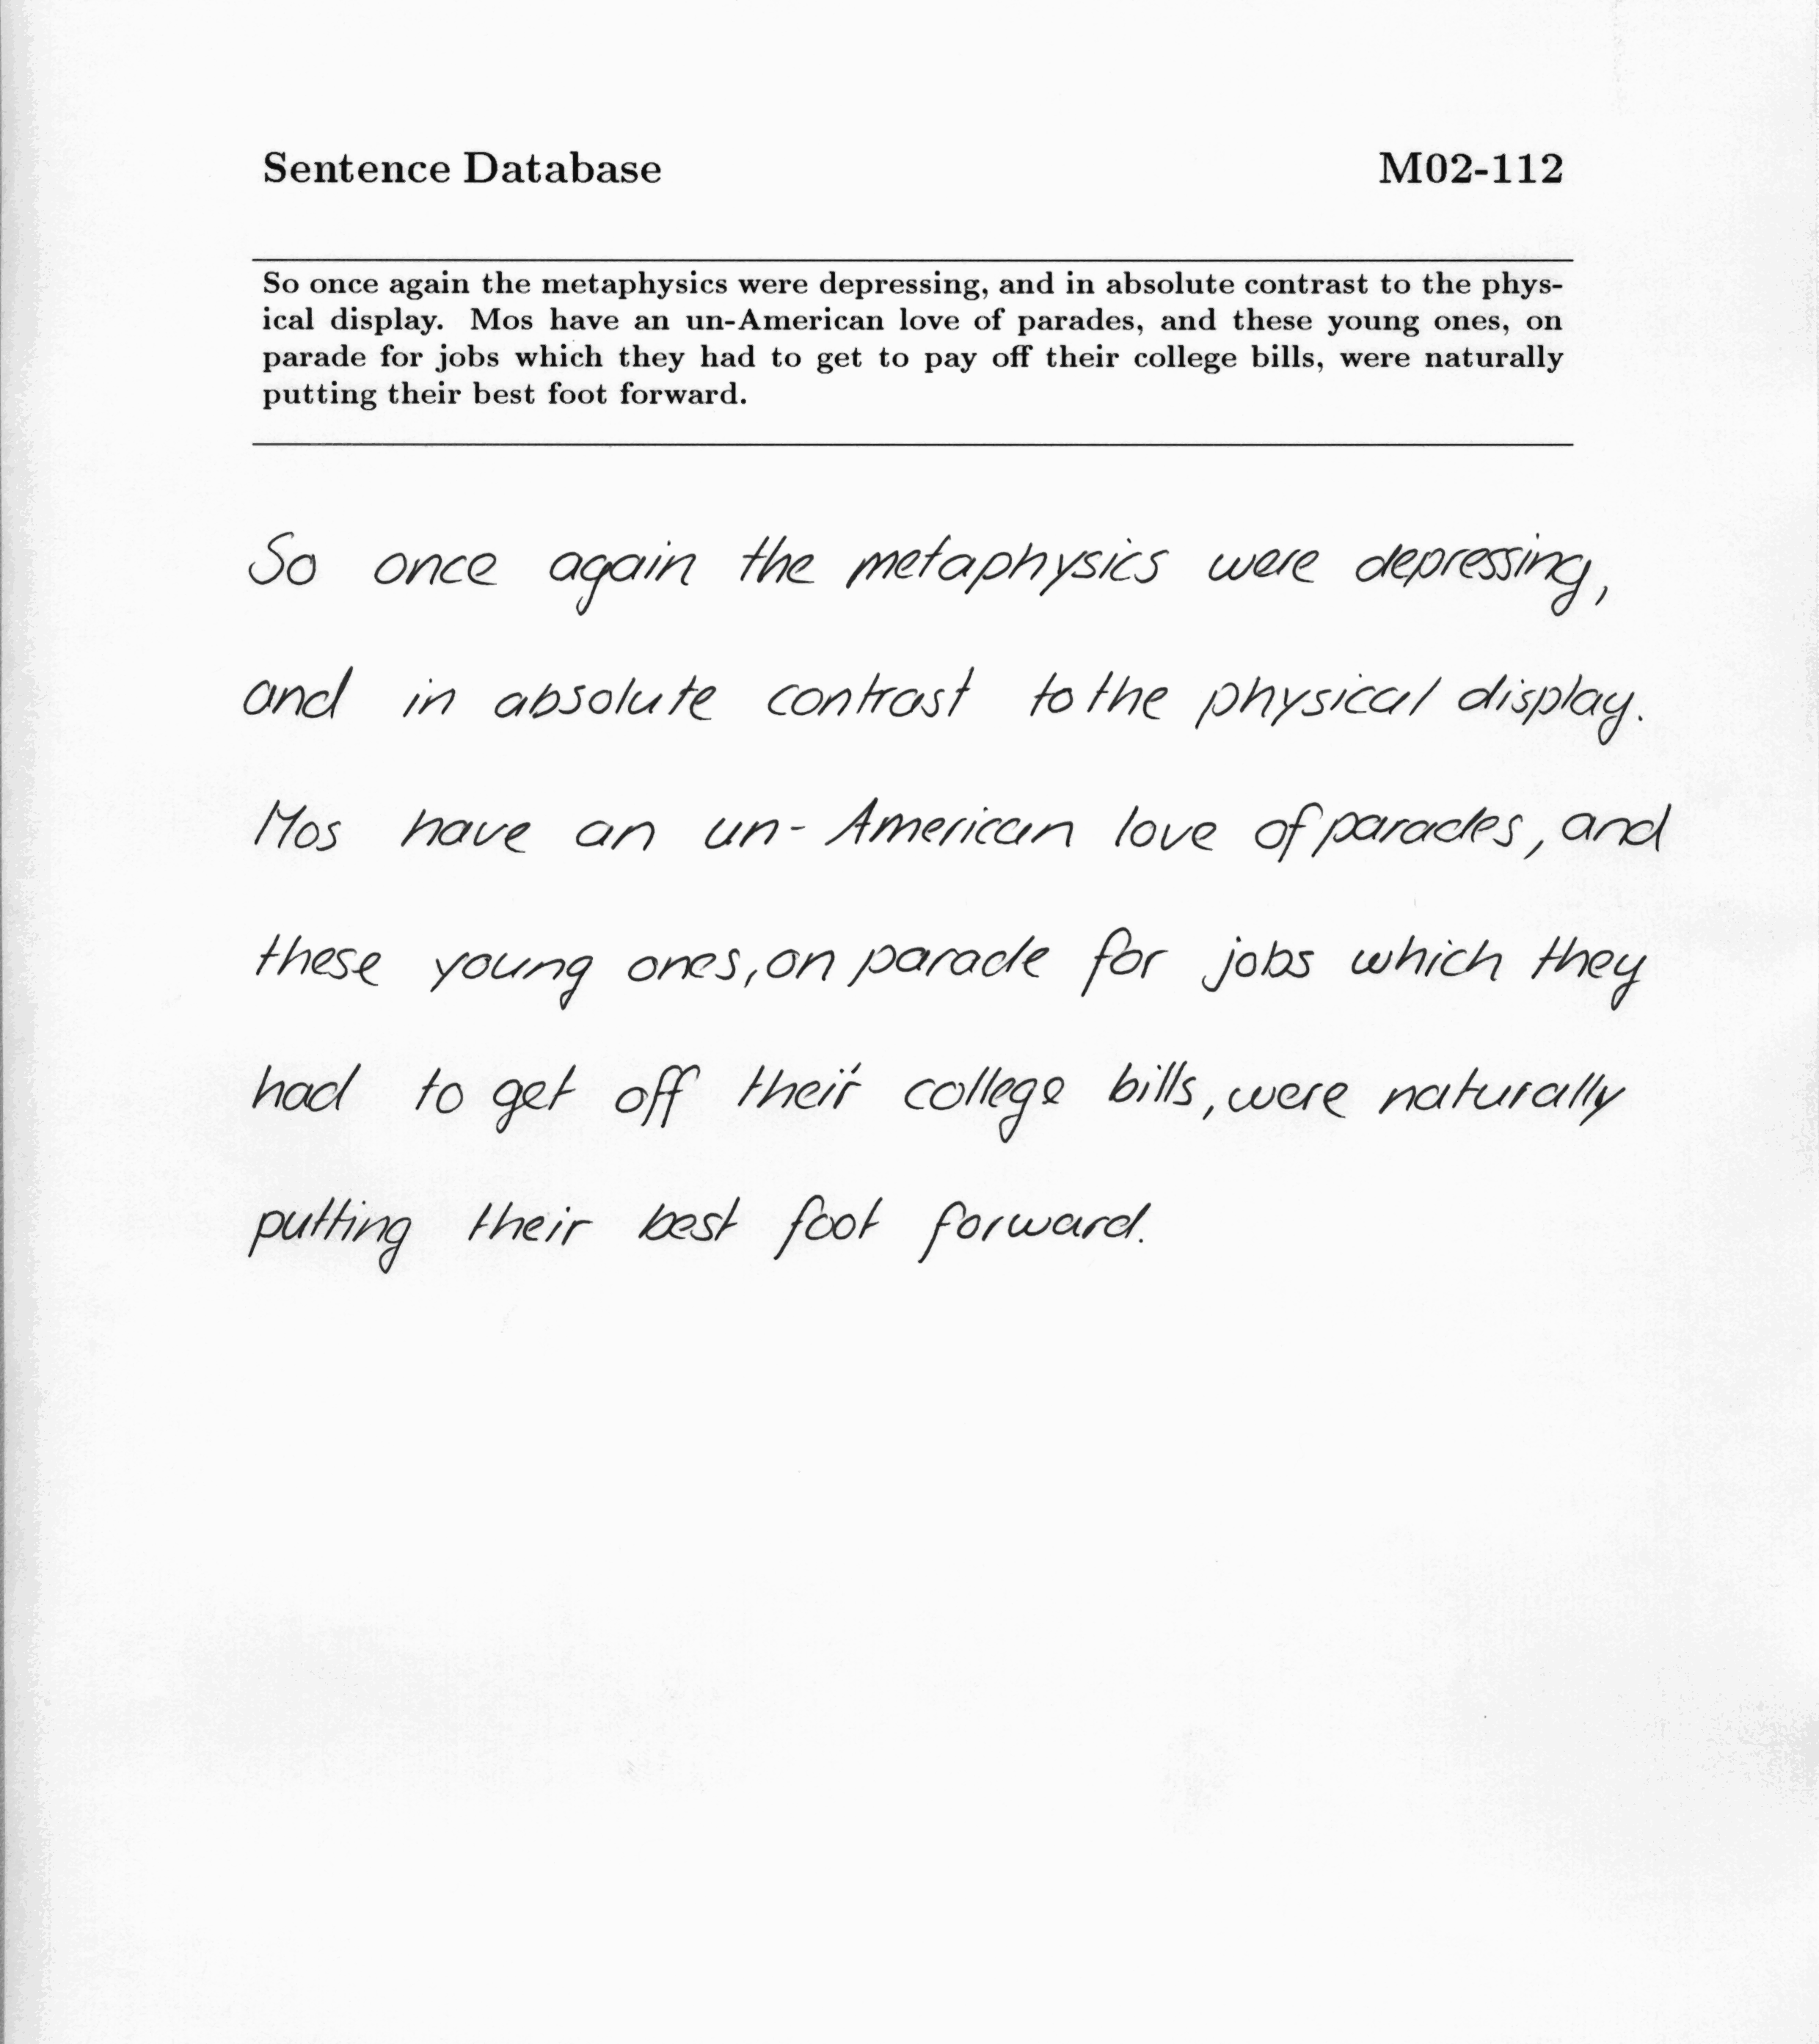 Sentence Database M02-112
So once again the metaphysics were depressing, and in absolute contrast to the phys-
ical display. Mos have an un-American love of parades, and these young ones, on
parade for jobs which they had to get to pay off their college bills, were naturally
putting their best foot forward.
So once again the metaphysics were depressing,
and in absolute contrast to the physical display.
Mos have an un-American love of parades, and
these young ones, on parade for jobs which they
had to get off their college bills, were naturally
putting their best foot forward.